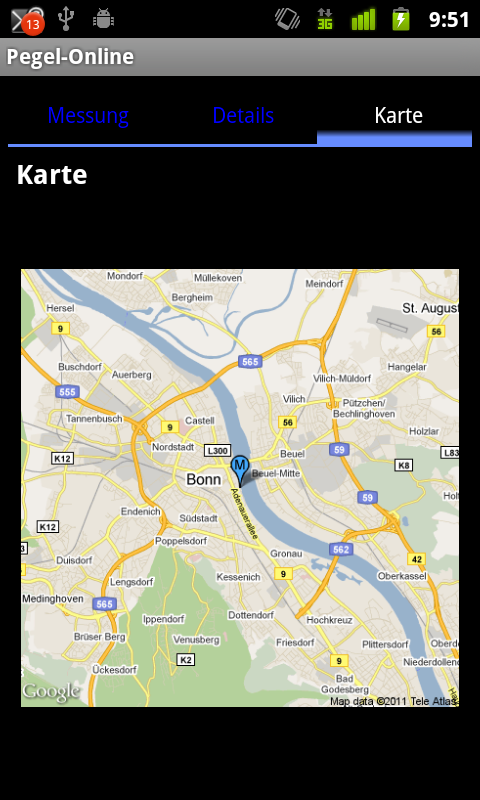 13
3G
9:51
Pegel-Online
Messung Details Karte
Karte
Mondorf
Müllekoven
Meindorf
Bergheim
Hersel
St. August
9
56
565
Buschdorf
Auerberg
Hangelar
555
Vilich-Müldorf
Tannenbusch
Castell
Vilich
Pützchen/
Bechlinghoven
9
56
Holzlar
Nordstadt
L300
59
L83
K12
Beuel
K8
M
Beuel-Mitte
Bonn
59
Adenauerallee
Holt
Endenich
Südstadt
K12
Poppelsdorf
3
Gronau
562
Duisdorf
42
Kessenich
9
Oberkassel
Lengsdorf
Medinghoven
565
Ippendorf
Dottendorf
Hochkreuz
Brüser Berg
Venusberg
Friesdorf
Plittersdorf
Oberdo
K2
9
Niederdollen
Ückesdorf
Bad
Godesberg
Google
Map data ©2011 Tele Atlas